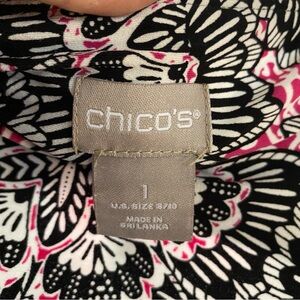 chico's®
1
U.S. SIZE 8/10
MADE IN
SRI LANKA